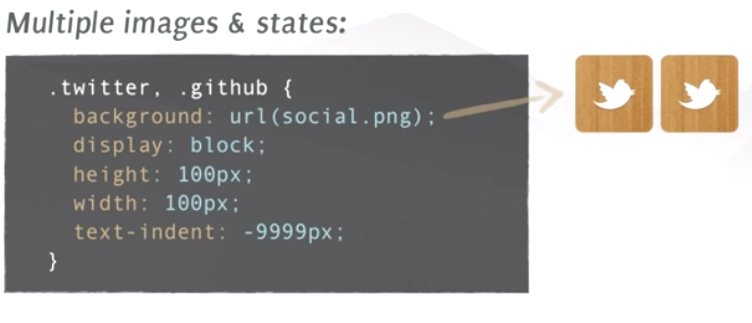 Multiple images & states:
.twitter, .github {
background: url(social.png);
display: block;
height: 100px;
width: 100px;
text-indent: -9999px;
}